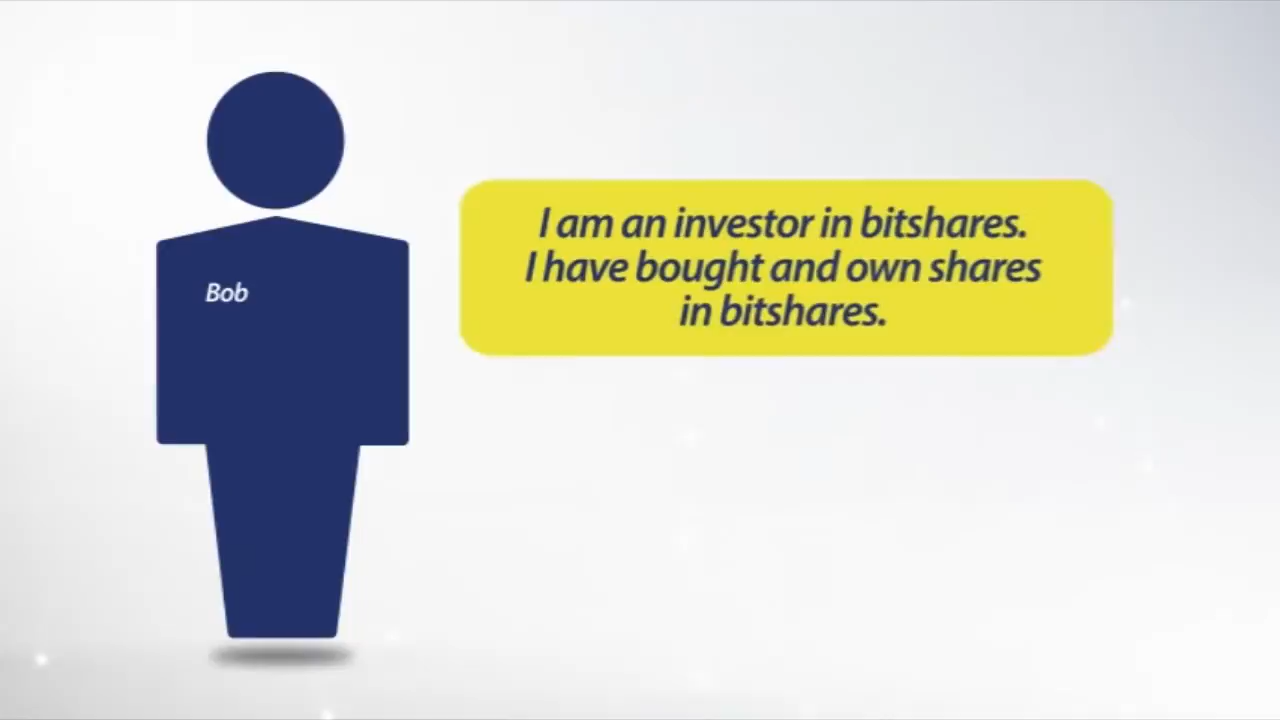 Bob
I am an investor in bitshares.
I have bought and own shares
in bitshares.